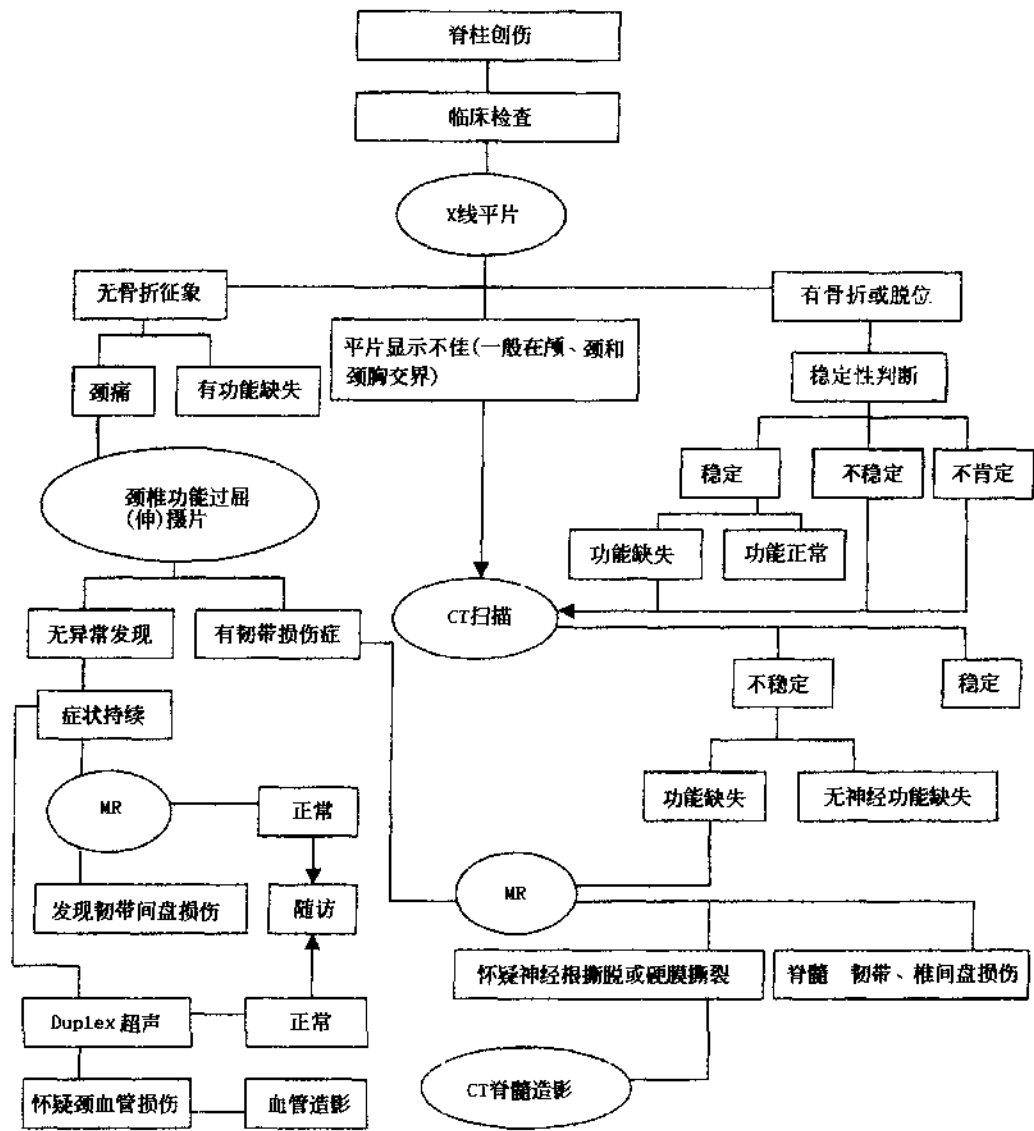 脊柱创伤
临床检查
X线平片
无骨折征象
有骨折或脱位
平片显示不佳(一般在颅、颈和
颈胸交界)
稳定性判断
颈痛
有功能缺失
稳定
不稳定
不肯定
颈椎功能过屈
(伸)摄片
功能缺失
功能正常
CT扫描
无异常发现
有韧带损伤症
不稳定
稳定
症状持续
功能缺失
无神经功能缺失
MR
正常
MR
发现韧带间盘损伤
随访
怀疑神经根撕脱或硬膜撕裂
脊髓 韧带、椎间盘损伤
Duplex 超声
正常
CT脊髓造影
怀疑颈血管损伤
血管造影